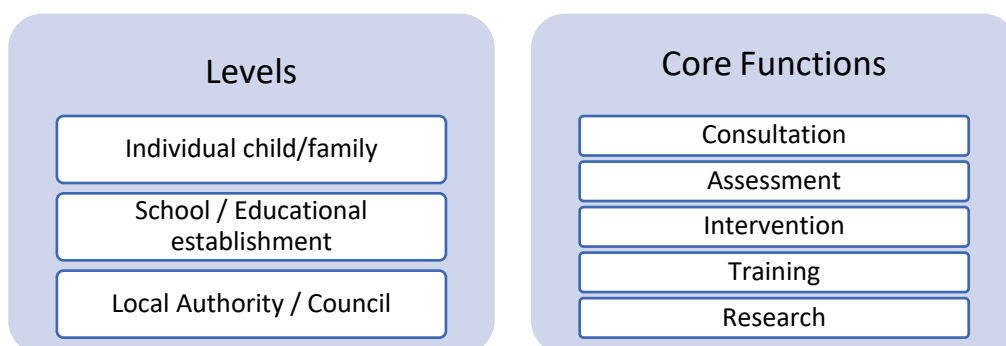 Levels
Individual child/family
School / Educational
establishment
Local Authority / Council
Core Functions
Consultation
Assessment
Intervention
Training
Research